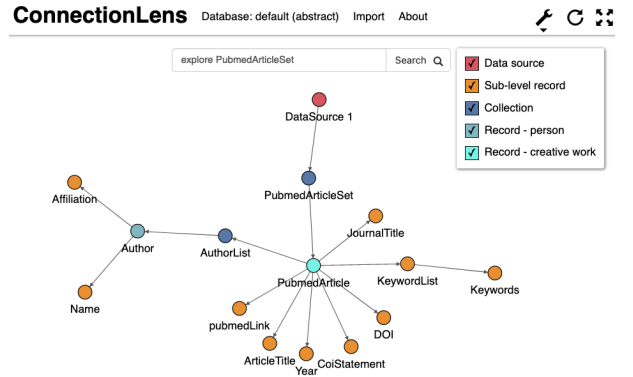 ConnectionLens Database: default (abstract) Import About
explore PubmedArticleSet Search
Data source
Sub-level record
Collection
Record - person
Record - creative work
DataSource 1
PubmedArticleSet
Affiliation
JournalTitle
Author
AuthorList
PubmedArticle
KeywordList
Keywords
Name
pubmedLink
DOI
ArticleTitle
Year
CoiStatement